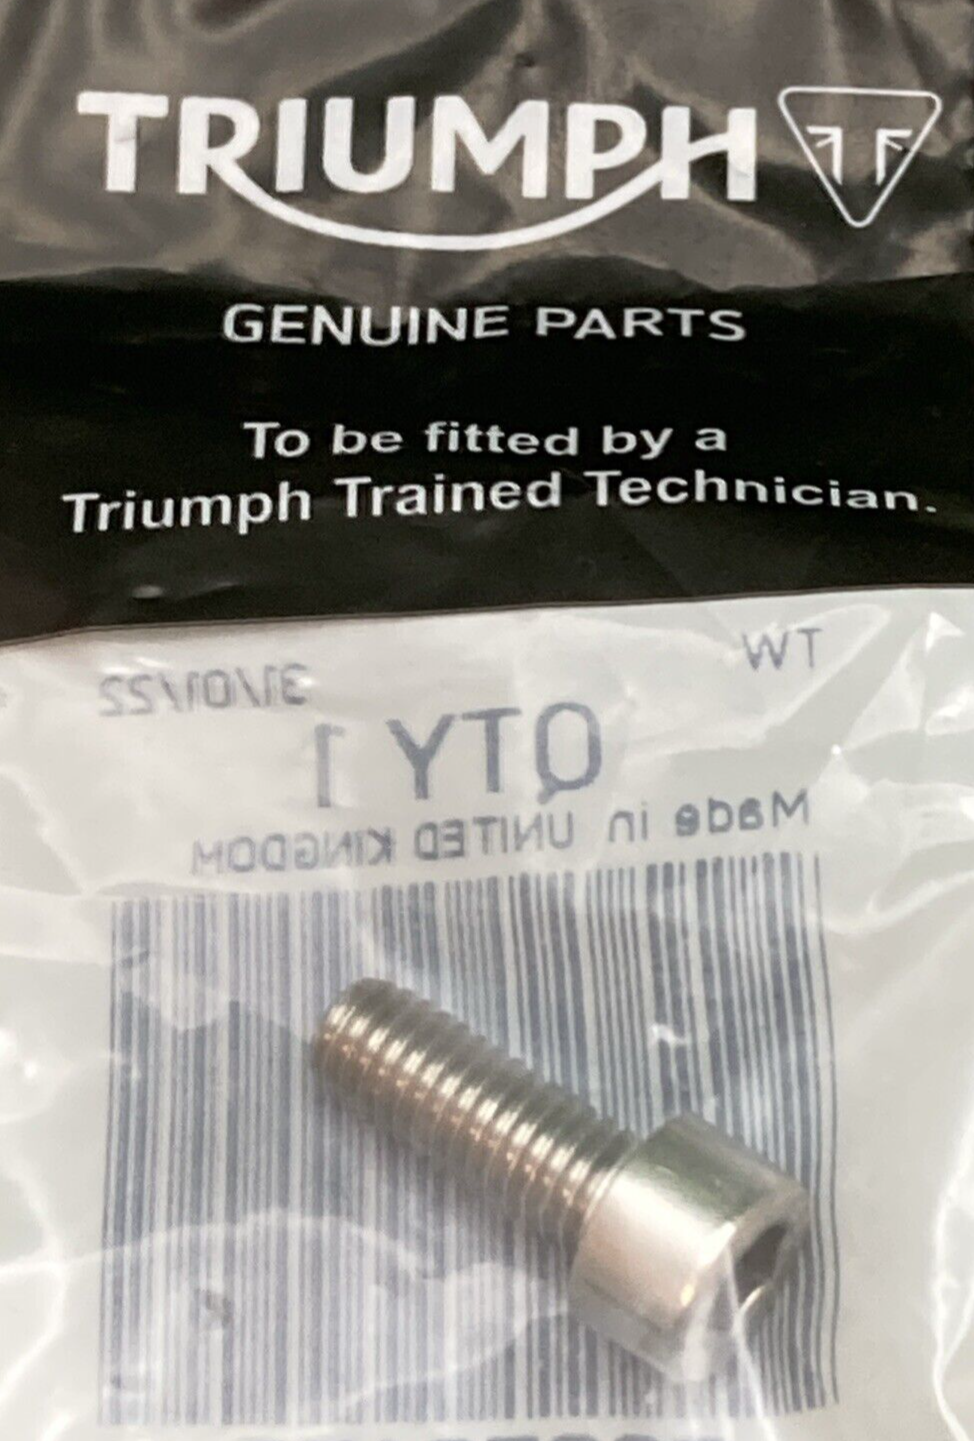 TRIUMPH
GENUINE PARTS
To be fitted by a
Triumph Trained Technician.
WT
31/01/22
QTY 1
Made in UNITED KINGDOM